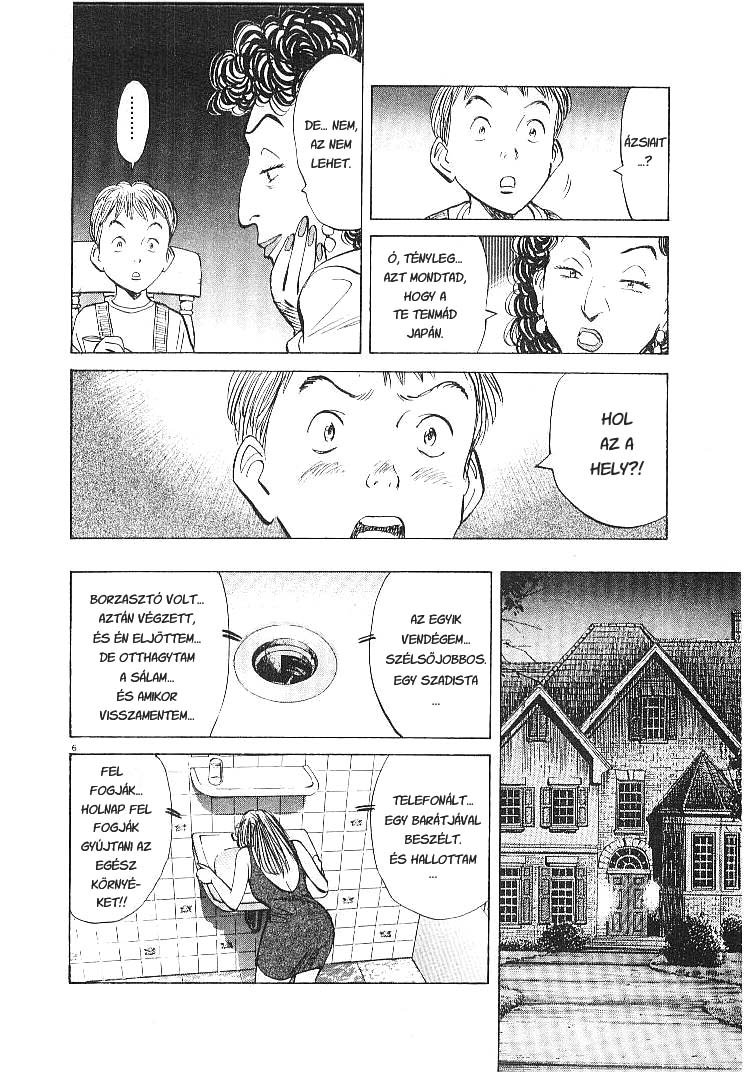 ÁZSIAIT
...?
Ó, TÉNYLEG...
AZT MONDTAD,
HOGY A
TE TENMÁD
JAPÁN.
DE... NEM,
AZ NEM
LEHET.
........
HOL
AZ A
HELY?!
AZ EGYIK
VENDÉGEM...
SZÉLSŐJOBBOS.
EGY SZADISTA
...
BORZASZTÓ VOLT...
AZTÁN VÉGZETT,
ÉS ÉN ELJÖTTEM...
DE OTTHAGYTAM
A SÁLAM...
ÉS AMIKOR
VISSZAMENTEM...
6
TELEFONÁLT...
EGY BARÁTJÁVAL
BESZÉLT.
ÉS HALLOTTAM
...
FEL
FOGJÁK...
HOLNAP FEL
FOGJÁK
GYÚJTANI AZ
EGÉSZ
KÖRNYÉ-
KET!!